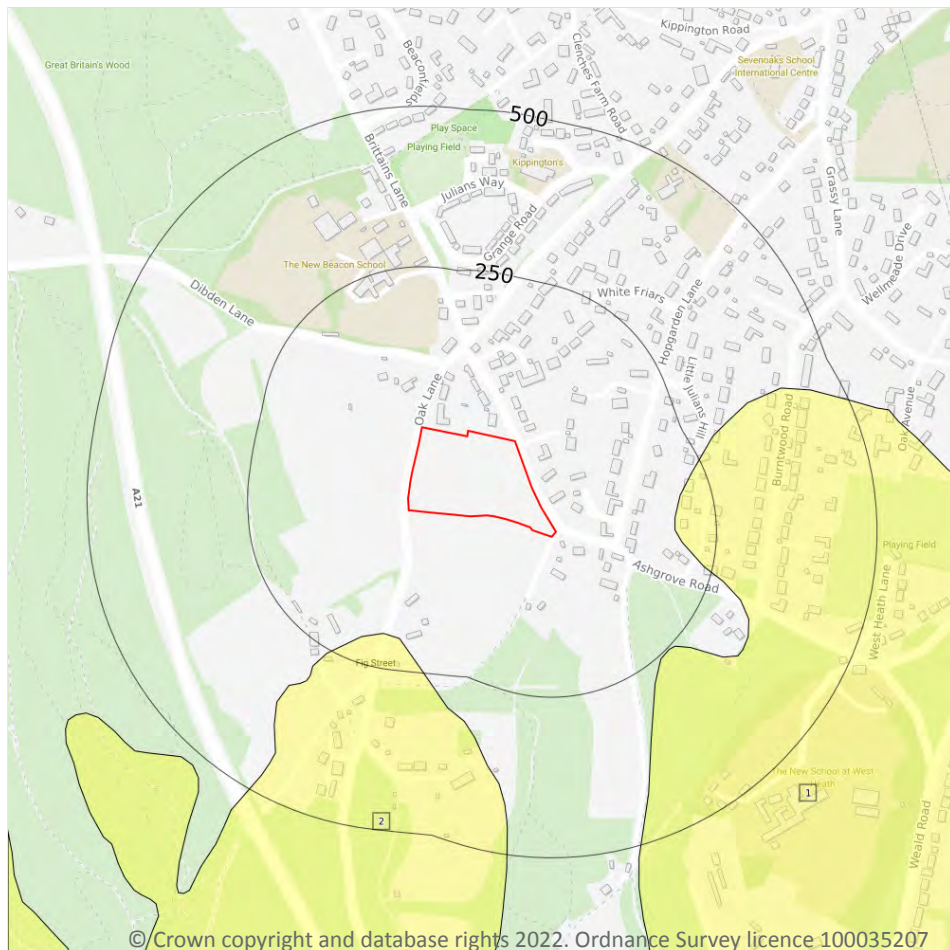 Kippington Road
Great Britain's Wood
Beaconfields
Clenches Farm Road
Sevenoaks School
International Centre
500
Play Space
Playing Field
Brittains Lane
Kippington's
Julians Way
Grassy Lane
Grange Road
The New Beacon School
250
Wellmeade Drive
Dibden Lane
White Friars
Hopgarden Lane
Oak Lane
Little Julians Hill
Burntwood Road
Oak Avenue
A21
Playing Field
Ashgrove Road
West Heath Lane
Fig Street
The New School at West
Heath
1
2
Weald Road
© Crown copyright and database rights 2022. Ordnance Survey licence 100035207